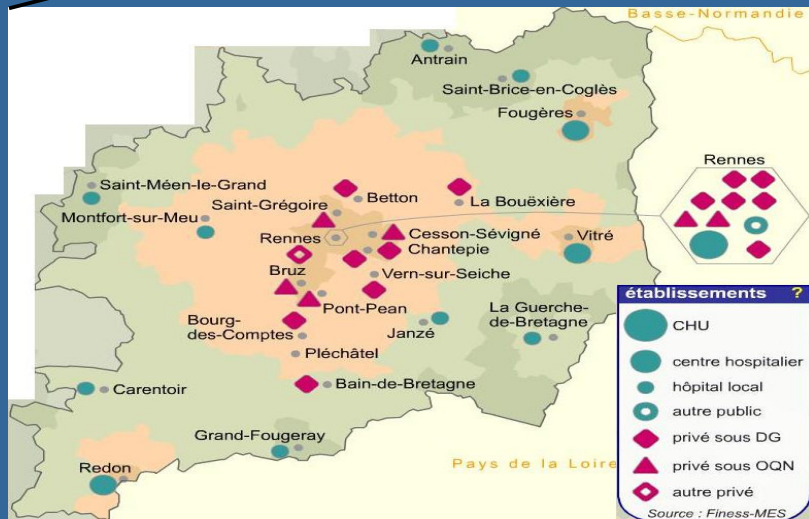 Basse-Normandie
Antrain
Saint-Brice-en-Coglès
Fougères
Rennes
Saint-Méen-le-Grand
Betton
La Bouëxière
Saint-Grégoire
Montfort-sur-Meu
Rennes
Cesson-Sévigné
Chantepie
Vitré
Bruz
Vern-sur-Seiche
Pont-Pean
La Guerche-
de-Bretagne
Bourg-
des-Comptes
Janzé
Pléchâtel
Carentoir
Bain-de-Bretagne
Grand-Fougeray
Redon
Pays de la Loire
établissements ?
CHU
centre hospitalier
hôpital local
autre public
privé sous DG
privé sous OQN
autre privé
Source : Finess-MES